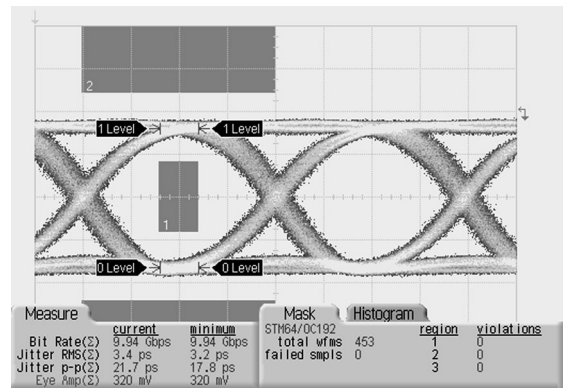 2
1 Level 1 Level
1
0 Level 0 Level
Measure
current minimum
Bit Rate(Σ) 9.94 Gbps 9.94 Gbps
Jitter RMS(Σ) 3.4 ps 3.2 ps
Jitter p-p(Σ) 21.7 ps 17.8 ps
Eye Amp(Σ) 320 mV 320 mV
Mask Histogram
STM64/OC192 region violations
total wfms 453 1 0
failed smpls 0 2 0
3 0